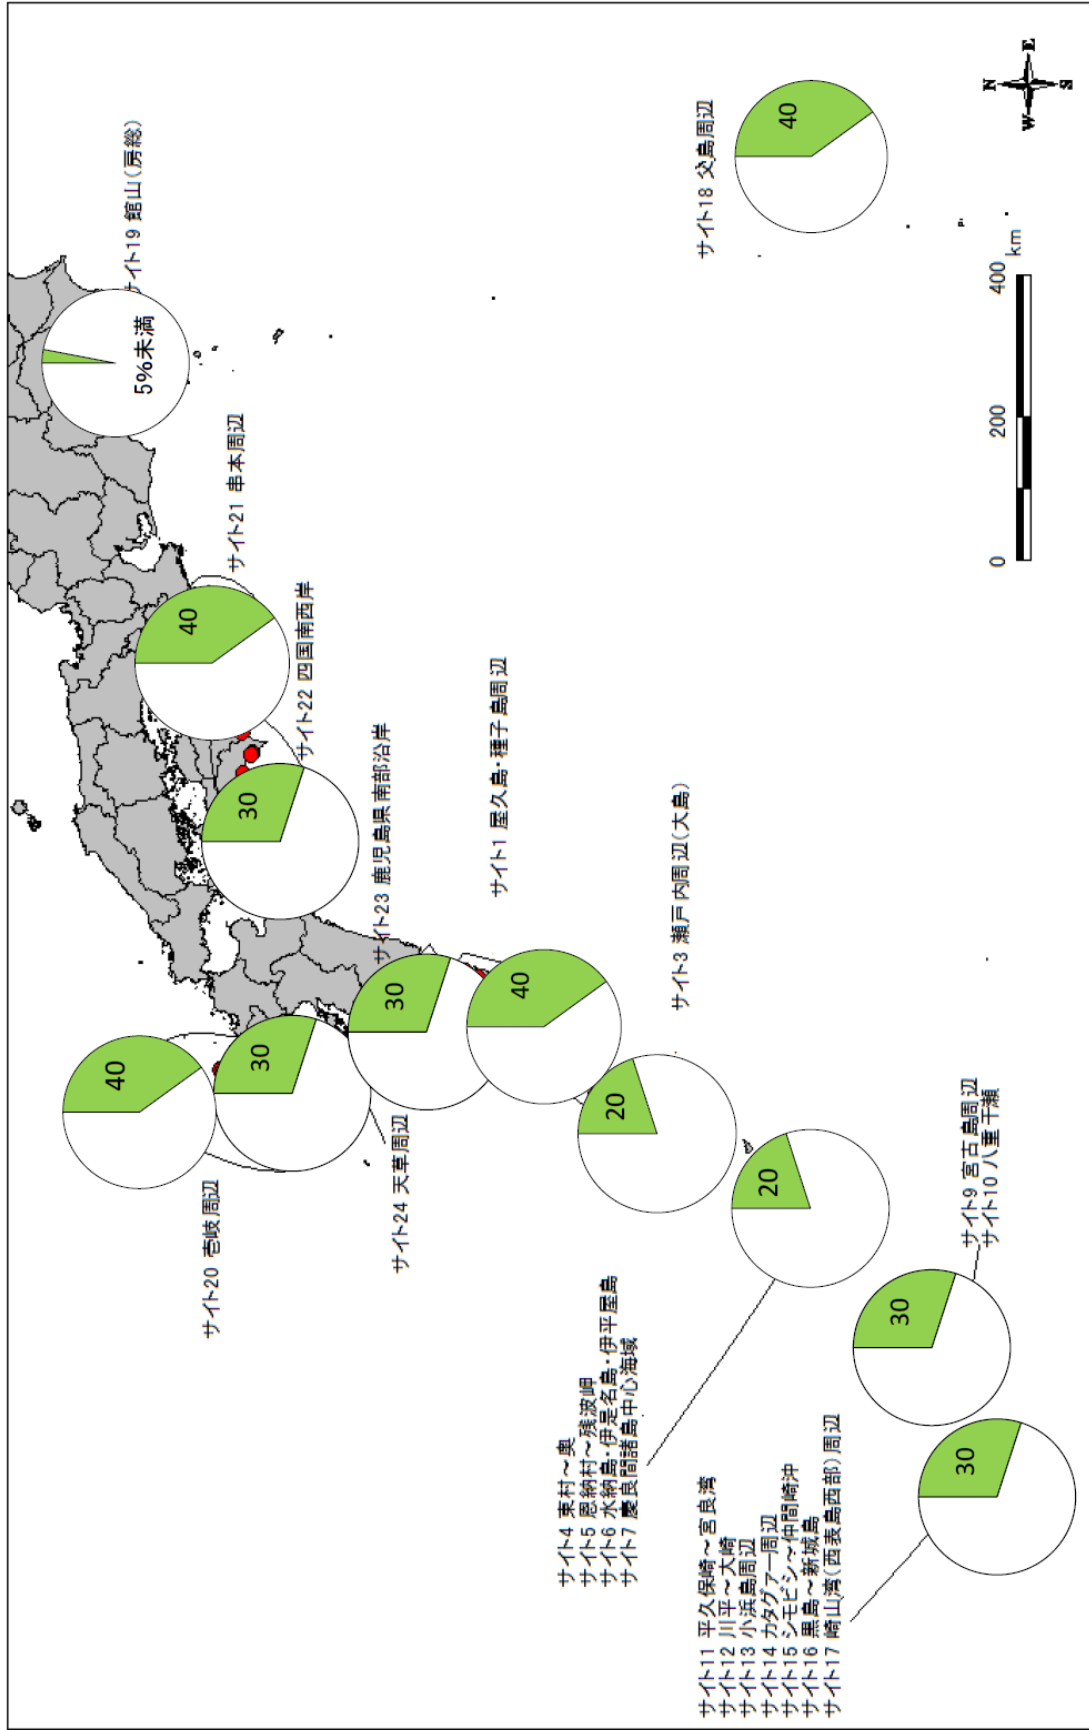 サイト19 館山(房総)
5%未満
サイト21 串本周辺
40
サイト22 四国南西岸
30
サイト20 壱岐周辺
40
サイト24 天草周辺
30
サイト23 鹿児島県南部沿岸
30
サイト1 屋久島・種子島周辺
40
サイト3 瀬戸内周辺(大島)
20
サイト4 東村~奥
サイト5 恩納村~残波岬
サイト6 水納島・伊是名島・伊平屋島
サイト7 慶良間諸島中心海域
20
サイト9 宮古島周辺
サイト10 八重干瀬
30
サイト11 平久保崎~宮良湾
サイト12 川平~大崎
サイト13 小浜島周辺
サイト14 カタグァー周辺
サイト15 シモビシ~仲間崎沖
サイト16 黒島~新城島
サイト17 崎山湾(西表島西部)周辺
30
サイト18 父島周辺
40
N
W E
S
0 200 400
km